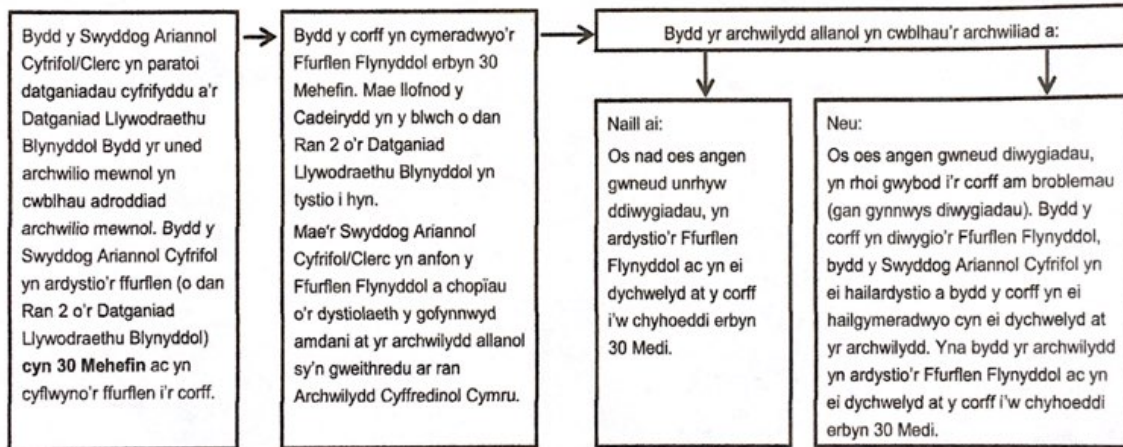 Bydd y Swyddog Ariannol
Cyfrifol/Clerc yn paratoi
datganiadau cyfrifyddu a'r
Datganiad Llywodraethu
Blynyddol Bydd yr uned
archwilio mewnol yn
cwblhau adroddiad
archwilio mewnol. Bydd y
Swyddog Ariannol Cyfrifol
yn ardystio'r ffurflen (o dan
Ran 2 o'r Datganiad
Llywodraethu Blynyddol)
cyn 30 Mehefin ac yn
cyflwyno'r ffurflen i'r corff.
Bydd y corff yn cymeradwyo'r
Ffurflen Flynyddol erbyn 30
Mehefin. Mae llofnod y
Cadeirydd yn y blwch o dan
Ran 2 o'r Datganiad
Llywodraethu Blynyddol yn
tystio i hyn.
Mae'r Swyddog Ariannol
Cyfrifol/Clerc yn anfon y
Ffurflen Flynyddol a chopïau
o'r dystiolaeth y gofynnwyd
amdani at yr archwilydd allanol
sy'n gweithredu ar ran
Archwilydd Cyffredinol Cymru.
Bydd yr archwilydd allanol yn cwblhau'r archwiliad a:
Naill ai:
Os nad oes angen
gwneud unrhyw
ddiwygiadau, yn
ardystio'r Ffurflen
Flynyddol ac yn ei
dychwelyd at y corff
i'w chyhoeddi erbyn
30 Medi.
Neu:
Os oes angen gwneud diwygiadau,
yn rhoi gwybod i'r corff am broblemau
(gan gynnwys diwygiadau). Bydd y
corff yn diwygio'r Ffurflen Flynyddol,
bydd y Swyddog Ariannol Cyfrifol yn
ei hailardystio a bydd y corff yn ei
hailgymeradwyo cyn ei dychwelyd at
yr archwilydd. Yna bydd yr archwilydd
yn ardystio'r Ffurflen Flynyddol ac yn
ei dychwelyd at y corff i'w chyhoeddi
erbyn 30 Medi.